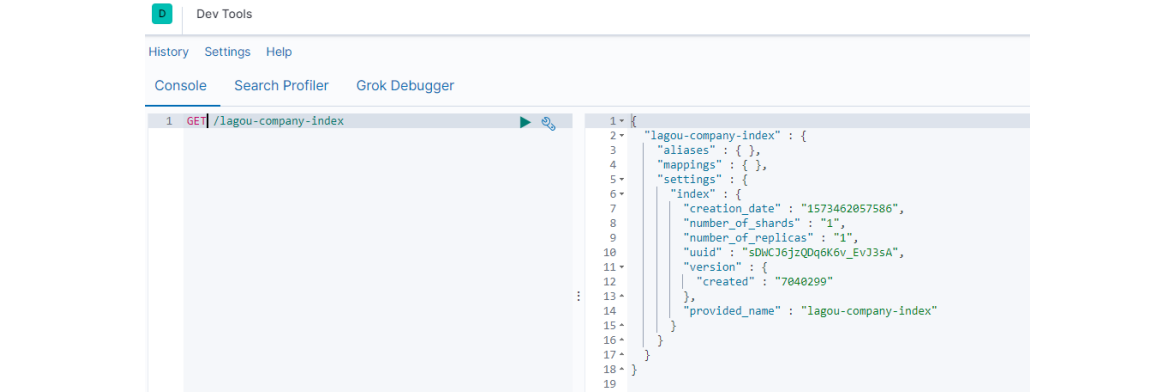 D Dev Tools
History Settings Help
Console Search Profiler Grok Debugger
1 GET /lagou-company-index
1 {
2 "lagou-company-index" : {
3 "aliases" : { },
4 "mappings" : { },
5 "settings" : {
6 "index" : {
7 "creation_date" : "1573462057586",
8 "number_of_shards" : "1",
9 "number_of_replicas" : "1",
10 "uuid" : "sDWCJ6jzQDq6K6v_EvJ3sA",
11 "version" : {
12 "created" : "7040299"
13 },
14 "provided_name" : "lagou-company-index"
15 }
16 }
17 }
18 }
19